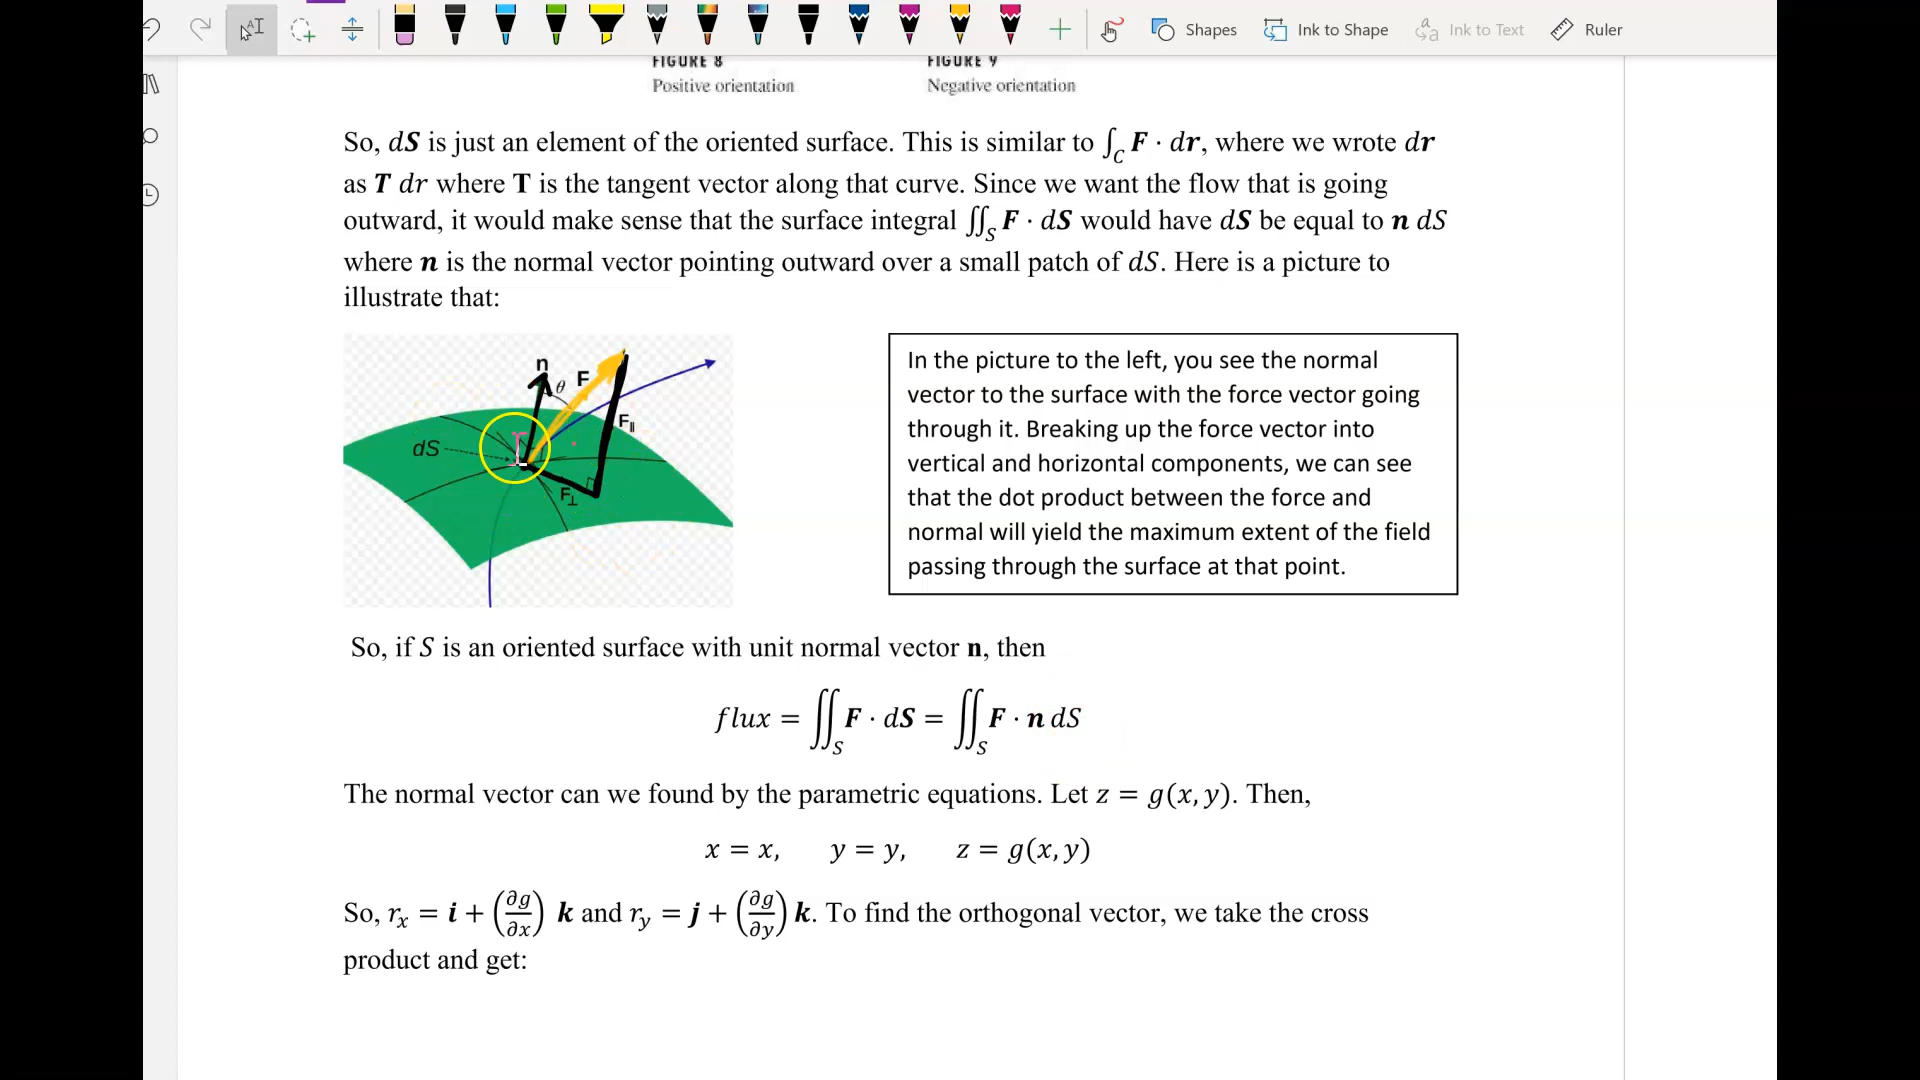 Shapes
Ink to Shape
Ink to Text
Ruler
FIGURE 8
FIGURE 9
Positive orientation
Negative orientation
So, dS is just an element of the oriented surface. This is similar to ∫_C F · dr, where we wrote dr
as T dr where T is the tangent vector along that curve. Since we want the flow that is going
outward, it would make sense that the surface integral ∬_S F · dS would have dS be equal to n dS
where n is the normal vector pointing outward over a small patch of dS. Here is a picture to
illustrate that:
n
θ
F
F∥
dS
F⊥
In the picture to the left, you see the normal
vector to the surface with the force vector going
through it. Breaking up the force vector into
vertical and horizontal components, we can see
that the dot product between the force and
normal will yield the maximum extent of the field
passing through the surface at that point.
So, if S is an oriented surface with unit normal vector n, then
flux = ∬_S F · dS = ∬_S F · n dS
The normal vector can we found by the parametric equations. Let z = g(x, y). Then,
x = x, y = y, z = g(x, y)
So, r_x = i + (∂g/∂x) k and r_y = j + (∂g/∂y) k. To find the orthogonal vector, we take the cross
product and get: